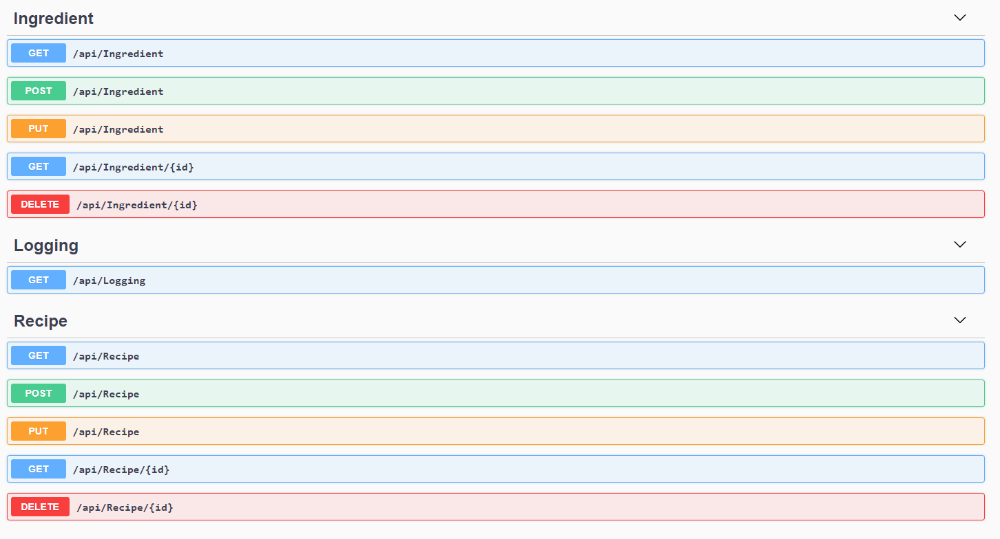 Ingredient
GET /api/Ingredient
POST /api/Ingredient
PUT /api/Ingredient
GET /api/Ingredient/{id}
DELETE /api/Ingredient/{id}
Logging
GET /api/Logging
Recipe
GET /api/Recipe
POST /api/Recipe
PUT /api/Recipe
GET /api/Recipe/{id}
DELETE /api/Recipe/{id}